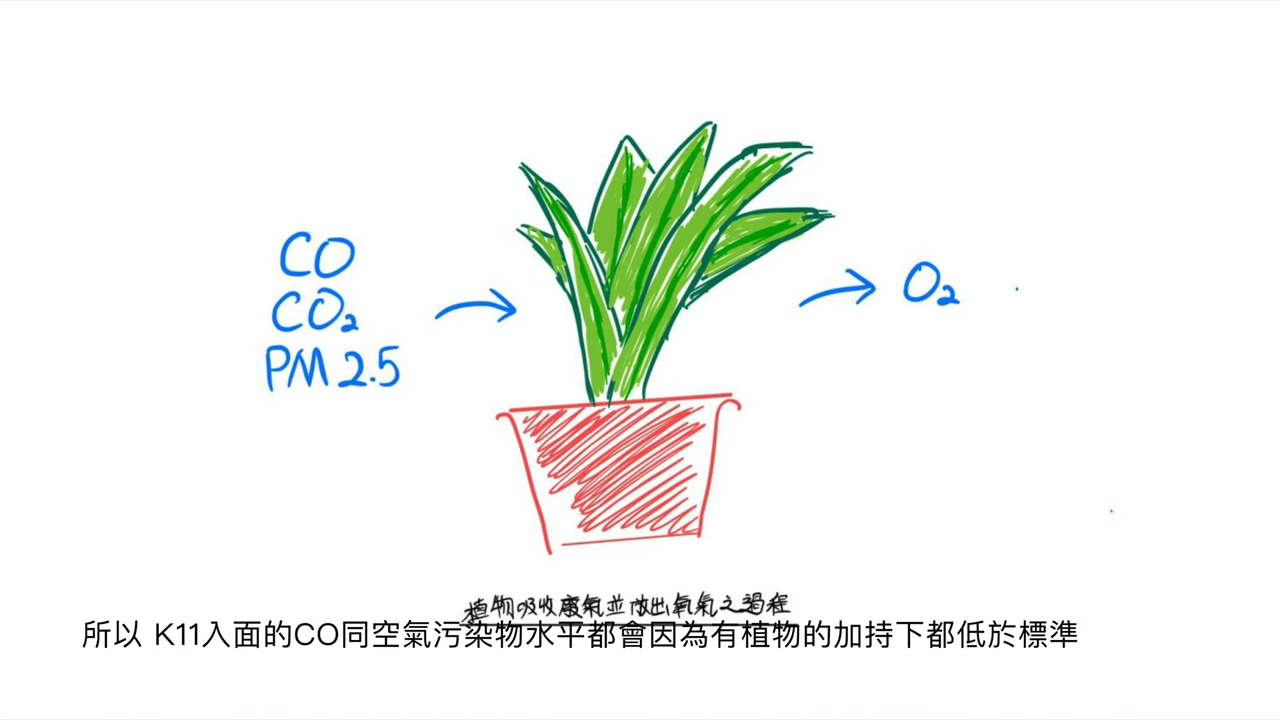 CO
CO₂
PM 2.5
O₂
植物吸收廢氣並放出氧氣之過程
所以 K11入面的CO同空氣污染物水平都會因為有植物的加持下都低於標準